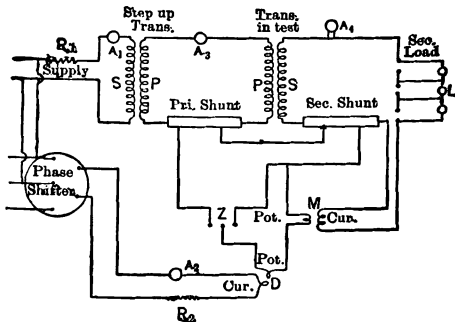 Step up
Trans.
Trans.
in test
A4
Sec.
Load
R1
A1
A3
Supply
S
P
P
S
L
Pri. Shunt
Sec. Shunt
Phase
Shifter
Z
Pot.
M
Cur.
Pot.
A2
Cur.
D
R2